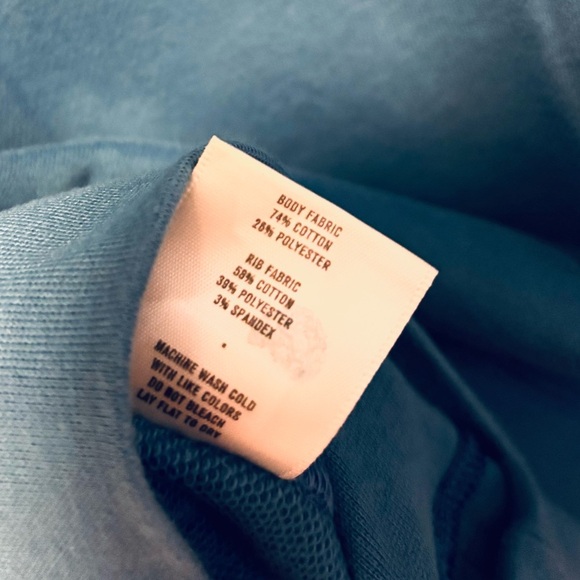 BODY FABRIC
74% COTTON
26% POLYESTER
RIB FABRIC
58% COTTON
39% POLYESTER
3% SPANDEX
MACHINE WASH COLD
WITH LIKE COLORS
DO NOT BLEACH
LAY FLAT TO DRY